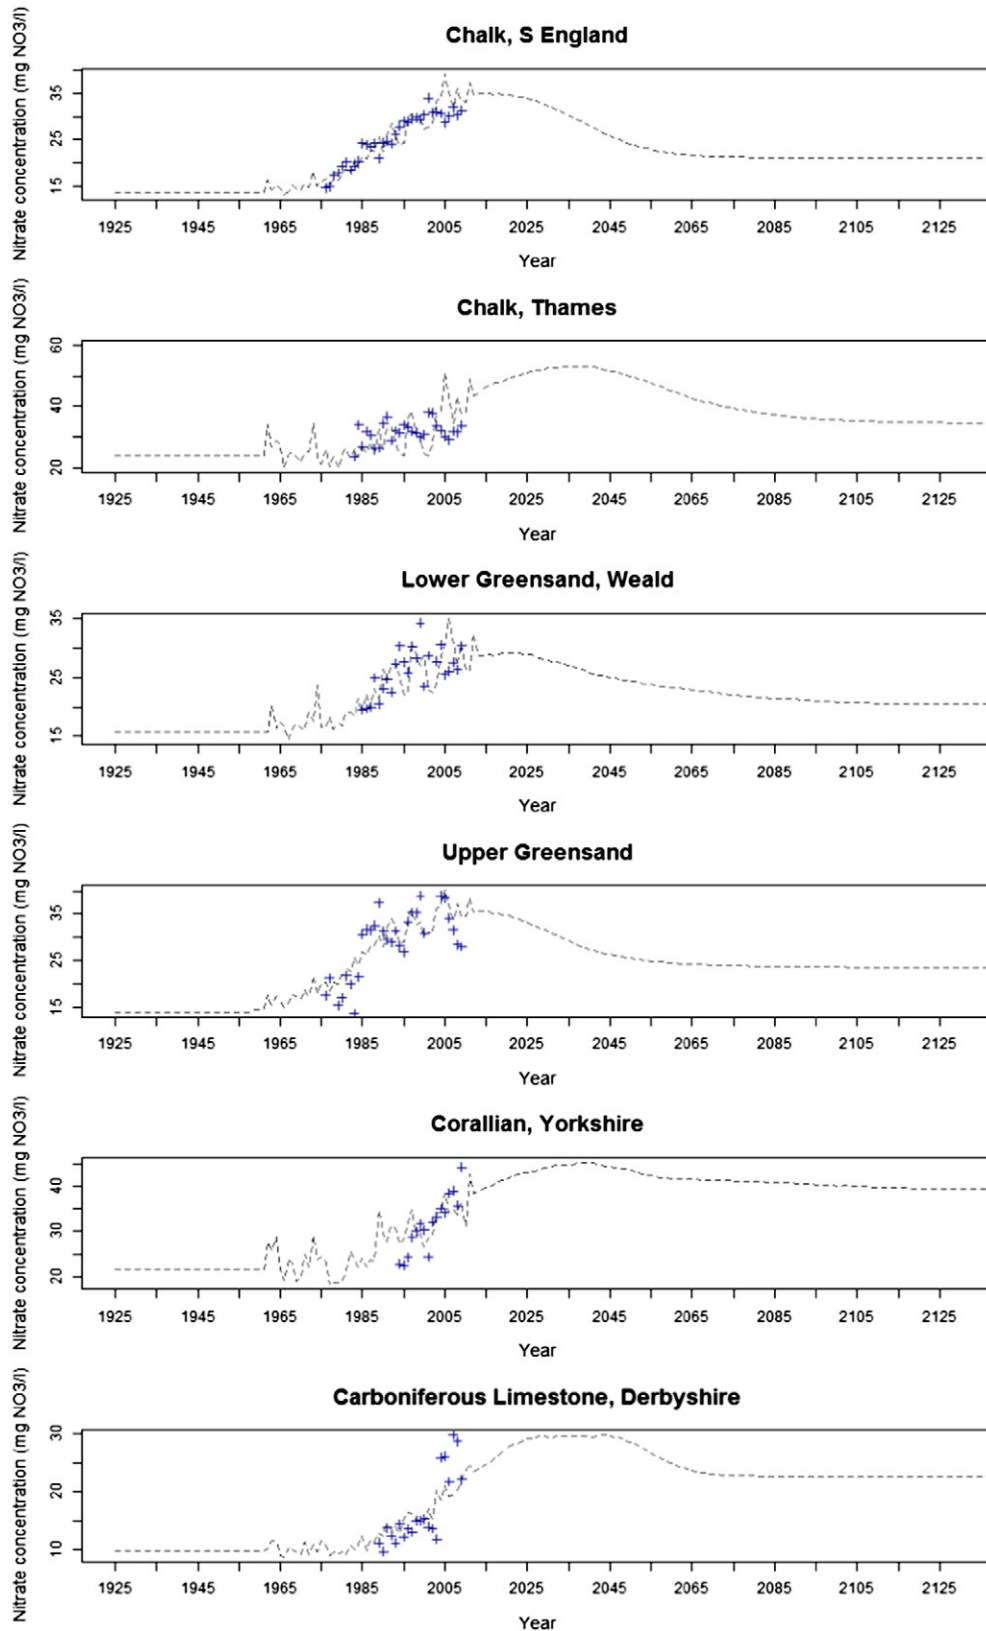 Chalk, S England
Nitrate concentration (mg NO3/l)
35
25
15
1925 1945 1965 1985 2005 2025 2045 2065 2085 2105 2125
Year
Chalk, Thames
Nitrate concentration (mg NO3/l)
60
40
20
1925 1945 1965 1985 2005 2025 2045 2065 2085 2105 2125
Year
Lower Greensand, Weald
Nitrate concentration (mg NO3/l)
35
25
15
1925 1945 1965 1985 2005 2025 2045 2065 2085 2105 2125
Year
Upper Greensand
Nitrate concentration (mg NO3/l)
35
25
15
1925 1945 1965 1985 2005 2025 2045 2065 2085 2105 2125
Year
Corallian, Yorkshire
Nitrate concentration (mg NO3/l)
40
30
20
1925 1945 1965 1985 2005 2025 2045 2065 2085 2105 2125
Year
Carboniferous Limestone, Derbyshire
Nitrate concentration (mg NO3/l)
30
20
10
1925 1945 1965 1985 2005 2025 2045 2065 2085 2105 2125
Year